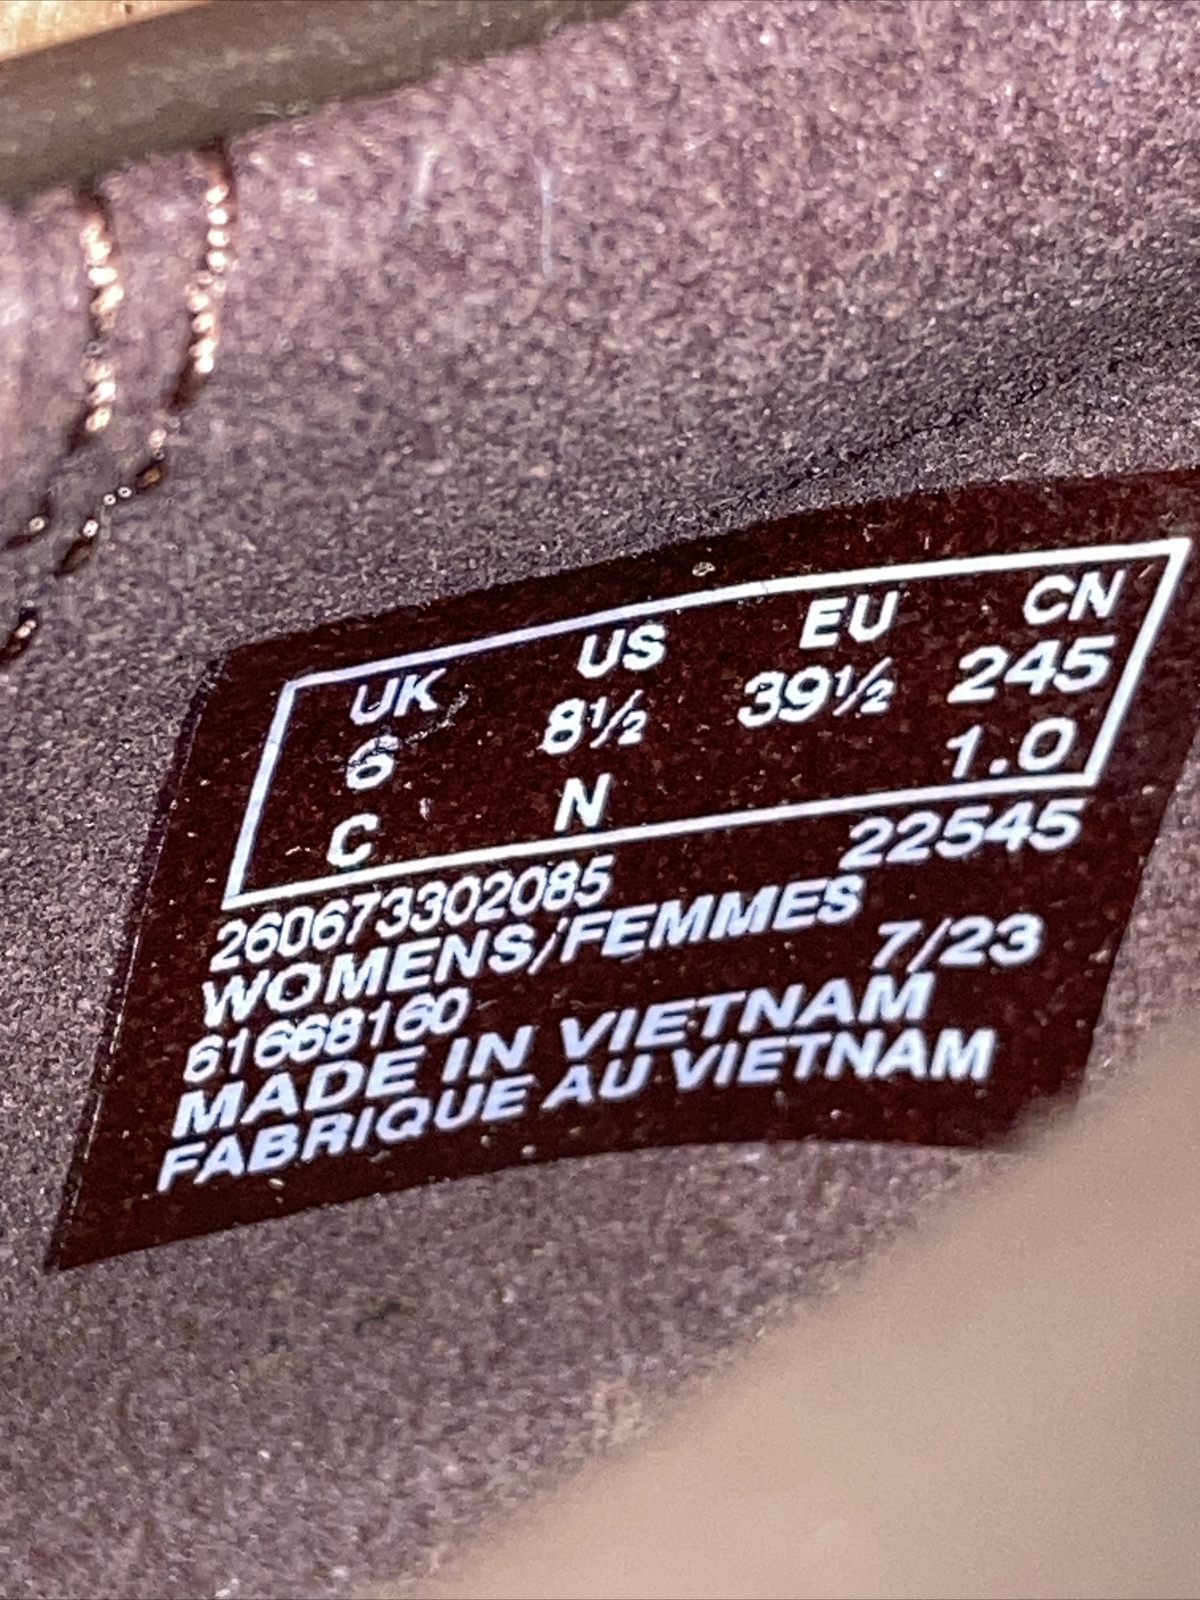 UK US EU CN
6 8½ 39½ 245
C N 1.0
260673302085 22545
WOMENS/FEMMES
61668160 7/23
MADE IN VIETNAM
FABRIQUE AU VIETNAM